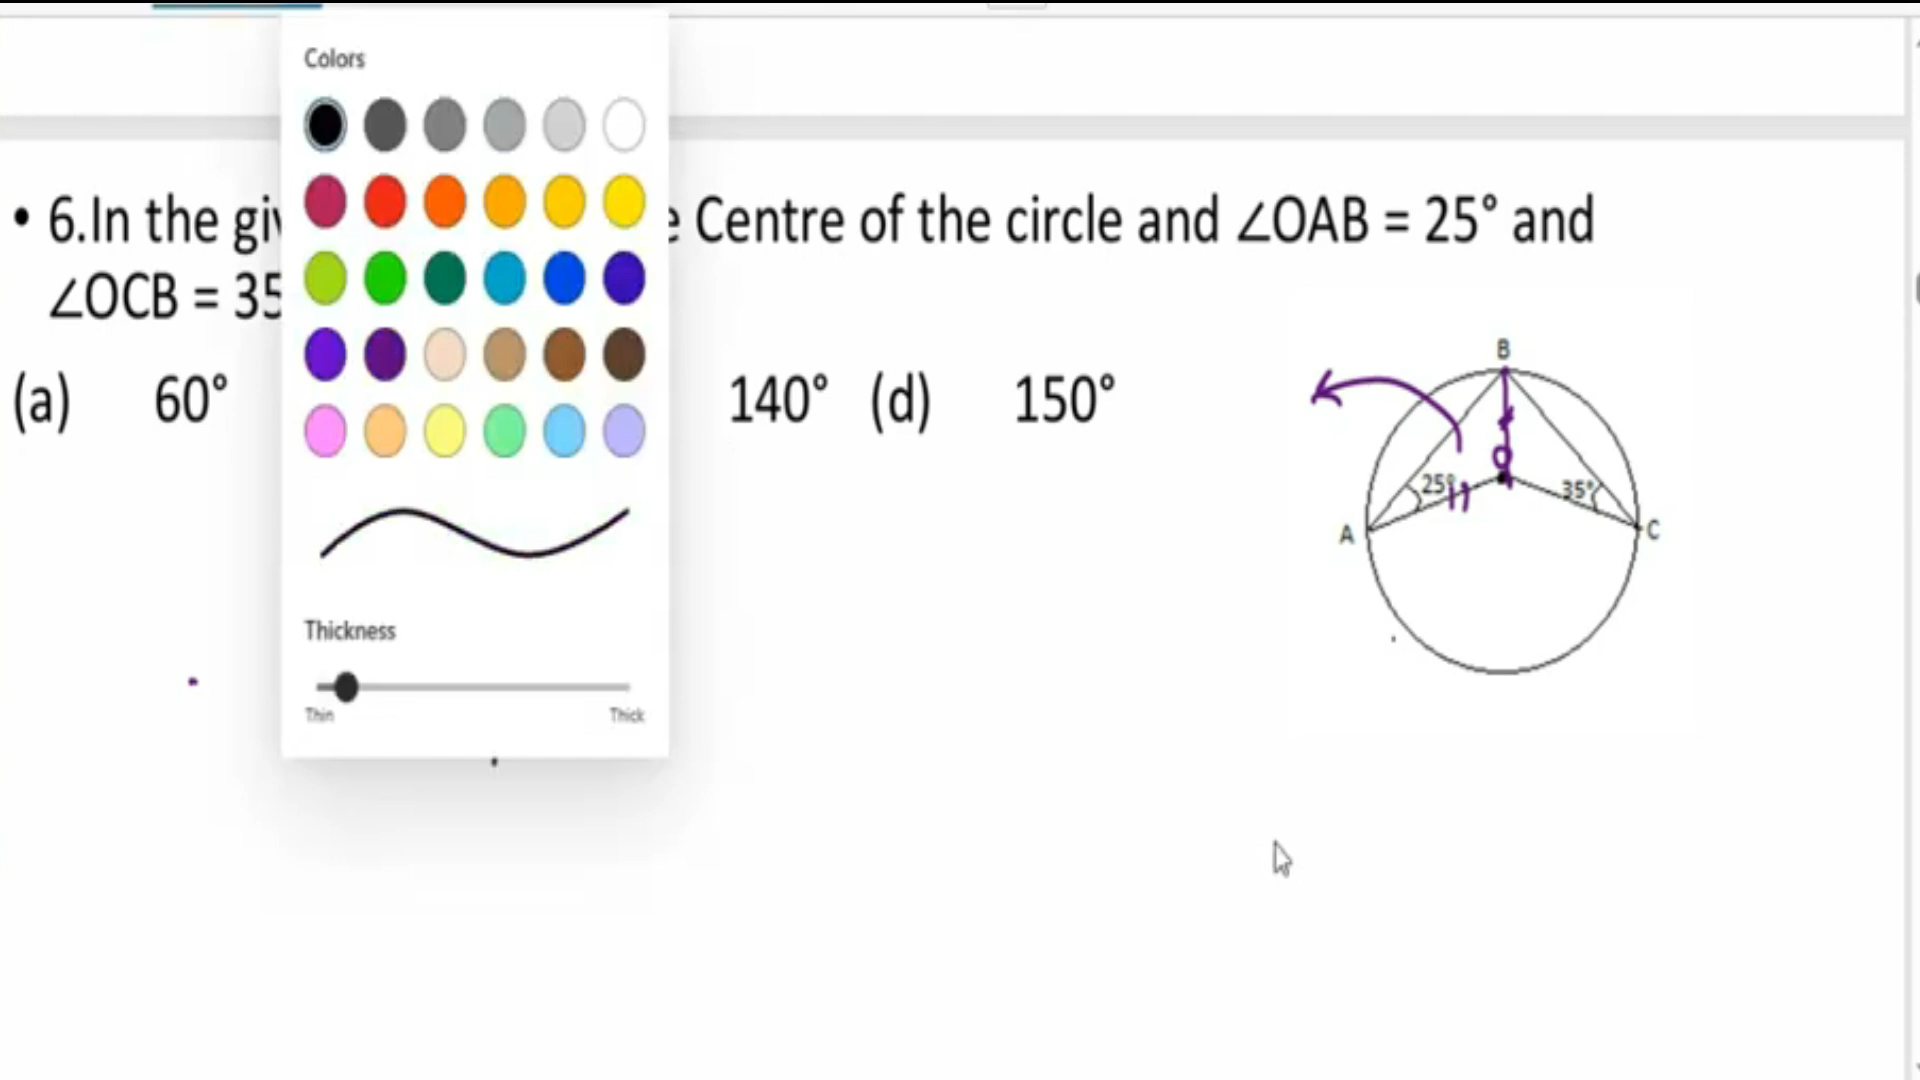 Colors
• 6.In the giv
e Centre of the circle and ∠OAB = 25° and
∠OCB = 35
(a) 60°
140° (d) 150°
B
O
25°
35°
A
C
Thickness
Thin
Thick